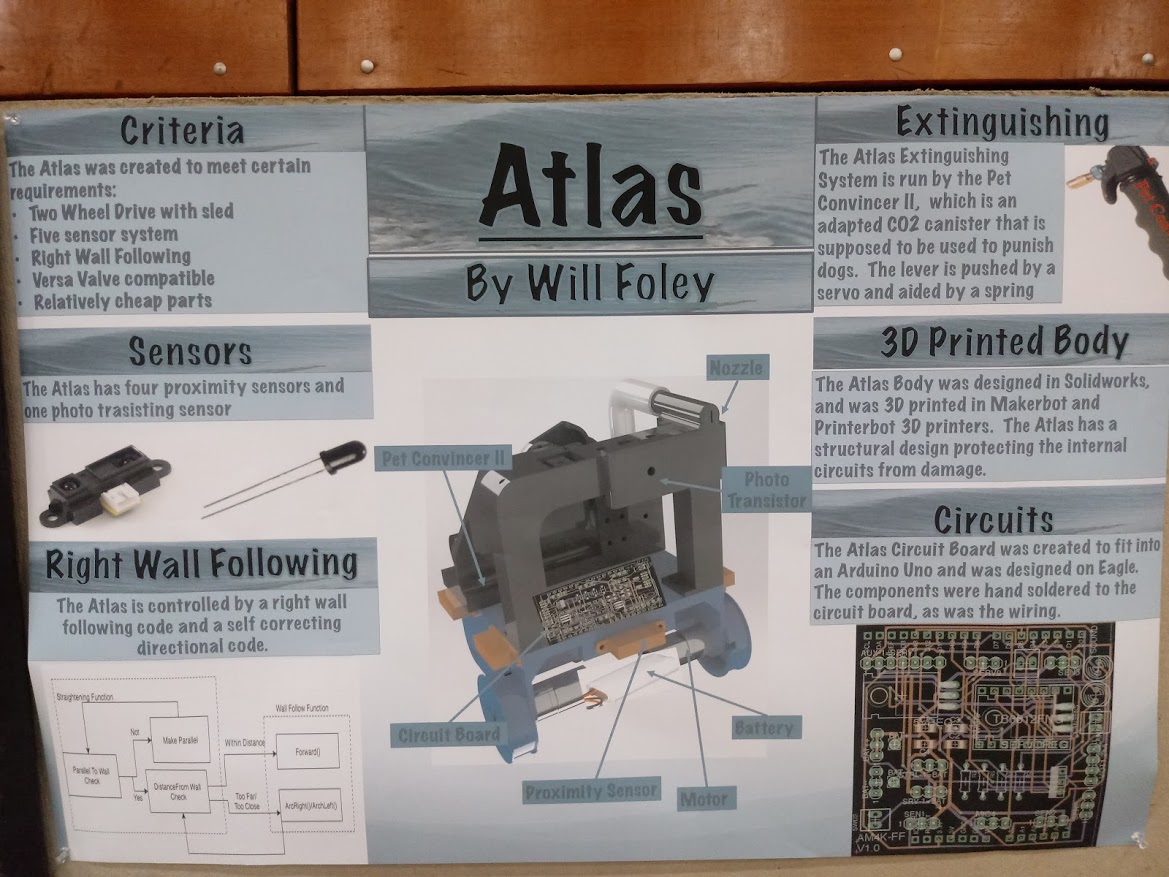 Criteria
The Atlas was created to meet certain
requirements:
· Two Wheel Drive with sled
· Five sensor system
· Right Wall Following
· Versa Valve compatible
· Relatively cheap parts
Sensors
The Atlas has four proximity sensors and
one photo trasisting sensor
Right Wall Following
The Atlas is controlled by a right wall
following code and a self correcting
directional code.
Straightening Function
Wall Follow Function
Not
Make Parallel
Within Distance
Forward()
Parallel To Wall
Check
Yes
DistanceFrom Wall
Check
Too Far/
Too Close
ArcRight()/ArchLeft()
Atlas
By Will Foley
Nozzle
Pet Convincer II
Photo
Transistor
Circuit Board
Battery
Proximity Sensor
Motor
Extinguishing
The Atlas Extinguishing
System is run by the Pet
Convincer II, which is an
adapted CO2 canister that is
supposed to be used to punish
dogs. The lever is pushed by a
servo and aided by a spring
3D Printed Body
The Atlas Body was designed in Solidworks,
and was 3D printed in Makerbot and
Printerbot 3D printers. The Atlas has a
structural design protecting the internal
circuits from damage.
Circuits
The Atlas Circuit Board was created to fit into
an Arduino Uno and was designed on Eagle.
The components were hand soldered to the
circuit board, as was the wiring.
AM4K-FF
V1.0